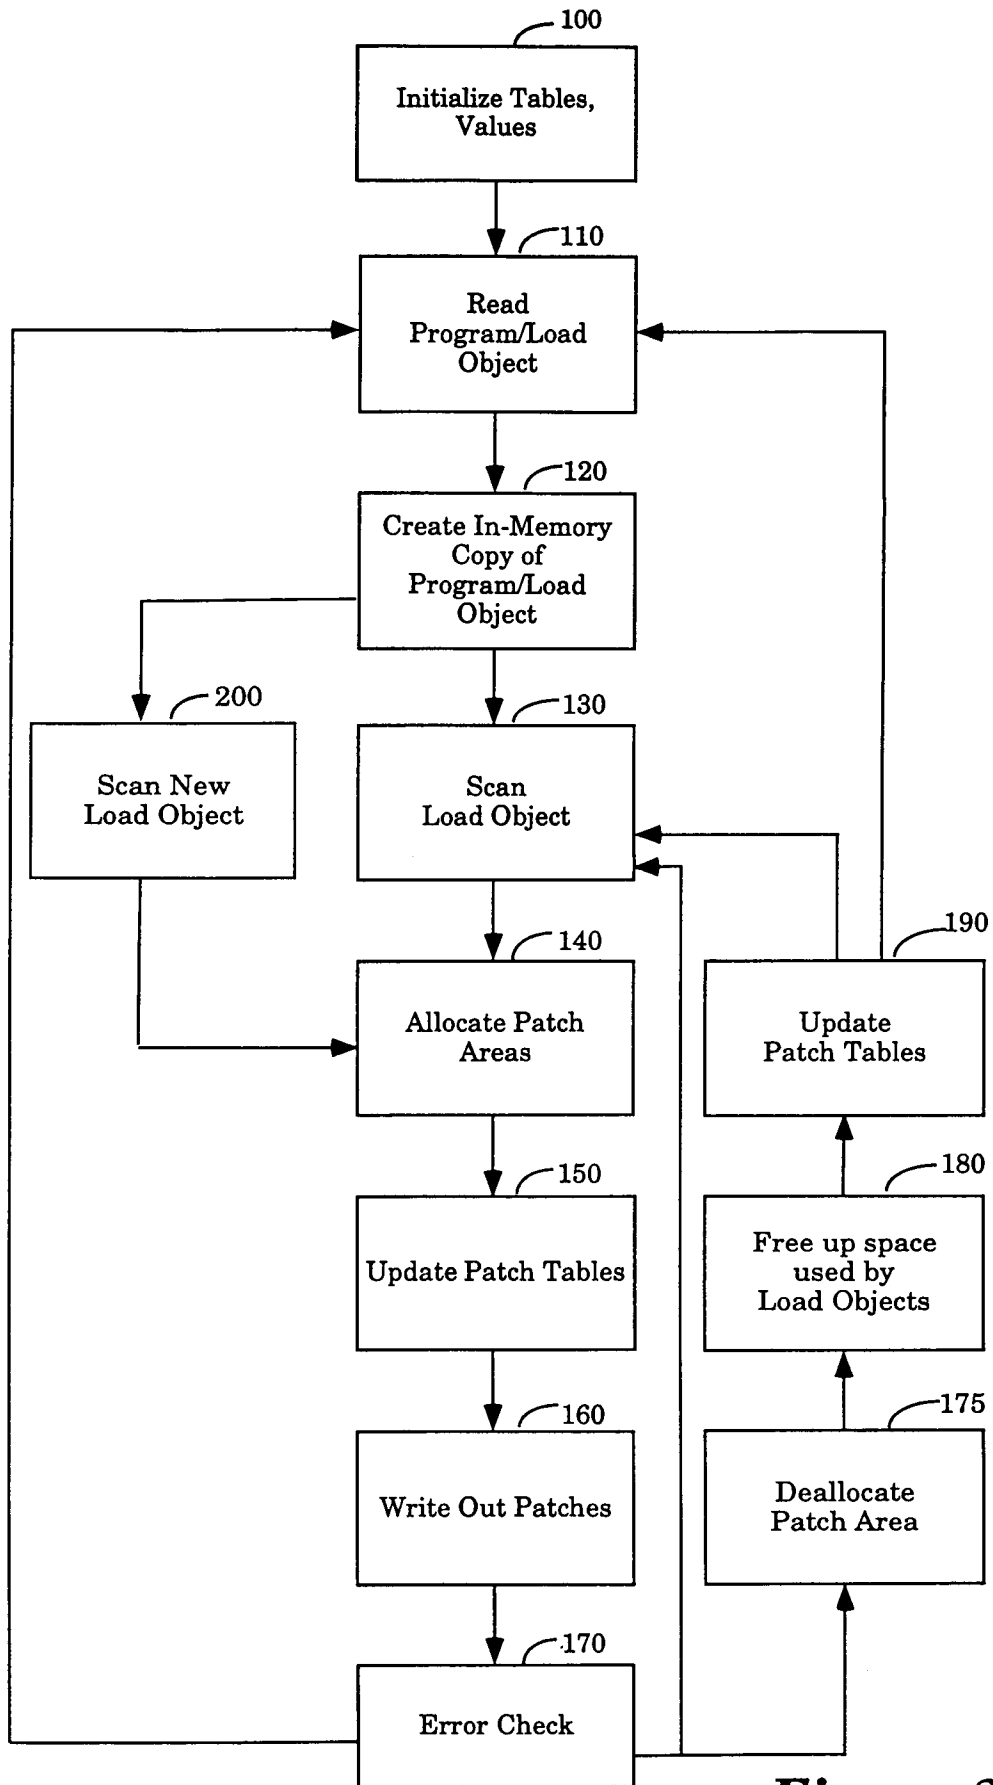 100
Initialize Tables,
Values
110
Read
Program/Load
Object
120
Create In-Memory
Copy of
Program/Load
Object
200
Scan New
Load Object
130
Scan
Load Object
140
Allocate Patch
Areas
190
Update
Patch Tables
150
Update Patch Tables
180
Free up space
used by
Load Objects
160
Write Out Patches
175
Deallocate
Patch Area
170
Error Check